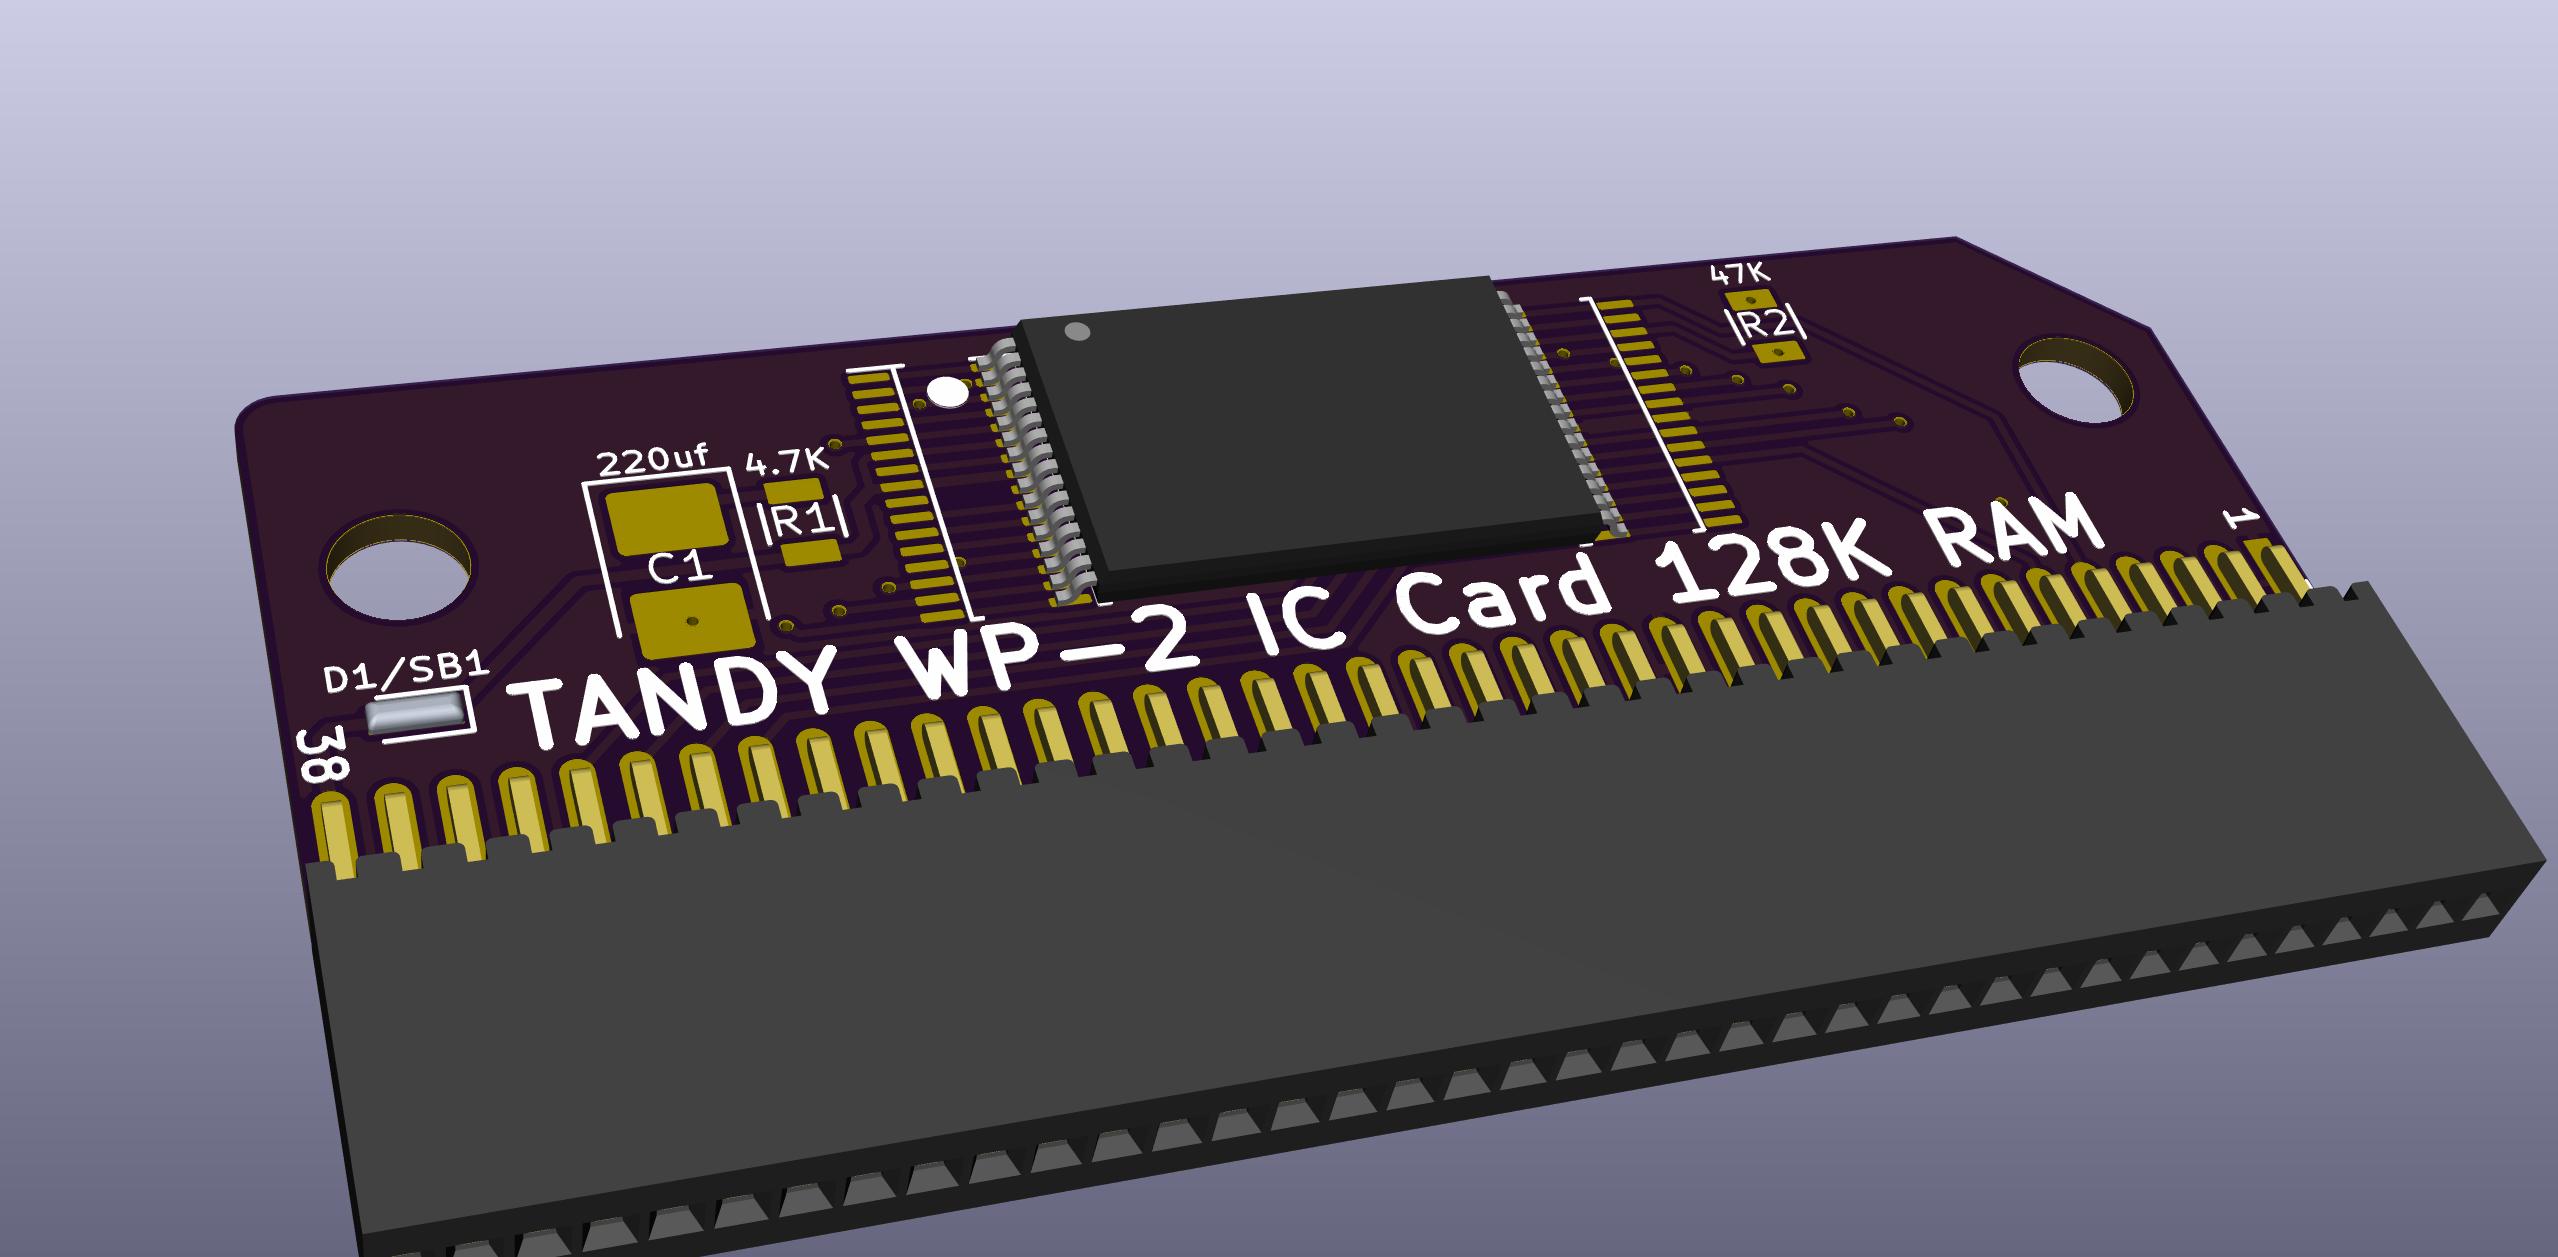 47K
R2
220uf
4.7K
R1
C1
D1/SB1
TANDY WP-2 IC Card 128K RAM
1
38